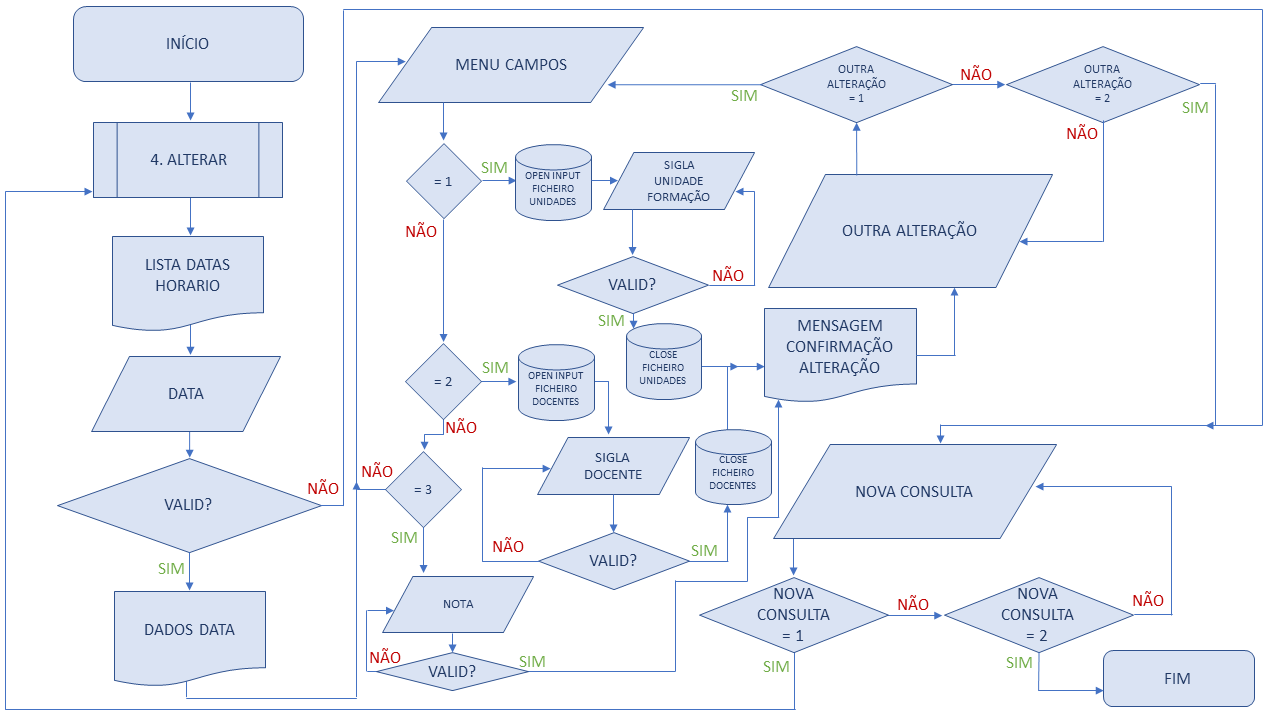 INÍCIO
4. ALTERAR
LISTA DATAS
HORARIO
DATA
VALID?
NÃO
SIM
DADOS DATA
MENU CAMPOS
= 1
SIM
NÃO
OPEN INPUT
FICHEIRO
UNIDADES
SIGLA
UNIDADE
FORMAÇÃO
VALID?
NÃO
SIM
CLOSE
FICHEIRO
UNIDADES
= 2
SIM
NÃO
OPEN INPUT
FICHEIRO
DOCENTES
SIGLA
DOCENTE
VALID?
NÃO
SIM
CLOSE
FICHEIRO
DOCENTES
= 3
NÃO
SIM
NOTA
VALID?
NÃO
SIM
MENSAGEM
CONFIRMAÇÃO
ALTERAÇÃO
OUTRA ALTERAÇÃO
OUTRA
ALTERAÇÃO
= 1
SIM
NÃO
OUTRA
ALTERAÇÃO
= 2
SIM
NÃO
NOVA CONSULTA
NOVA
CONSULTA
= 1
NÃO
SIM
NOVA
CONSULTA
= 2
NÃO
SIM
FIM